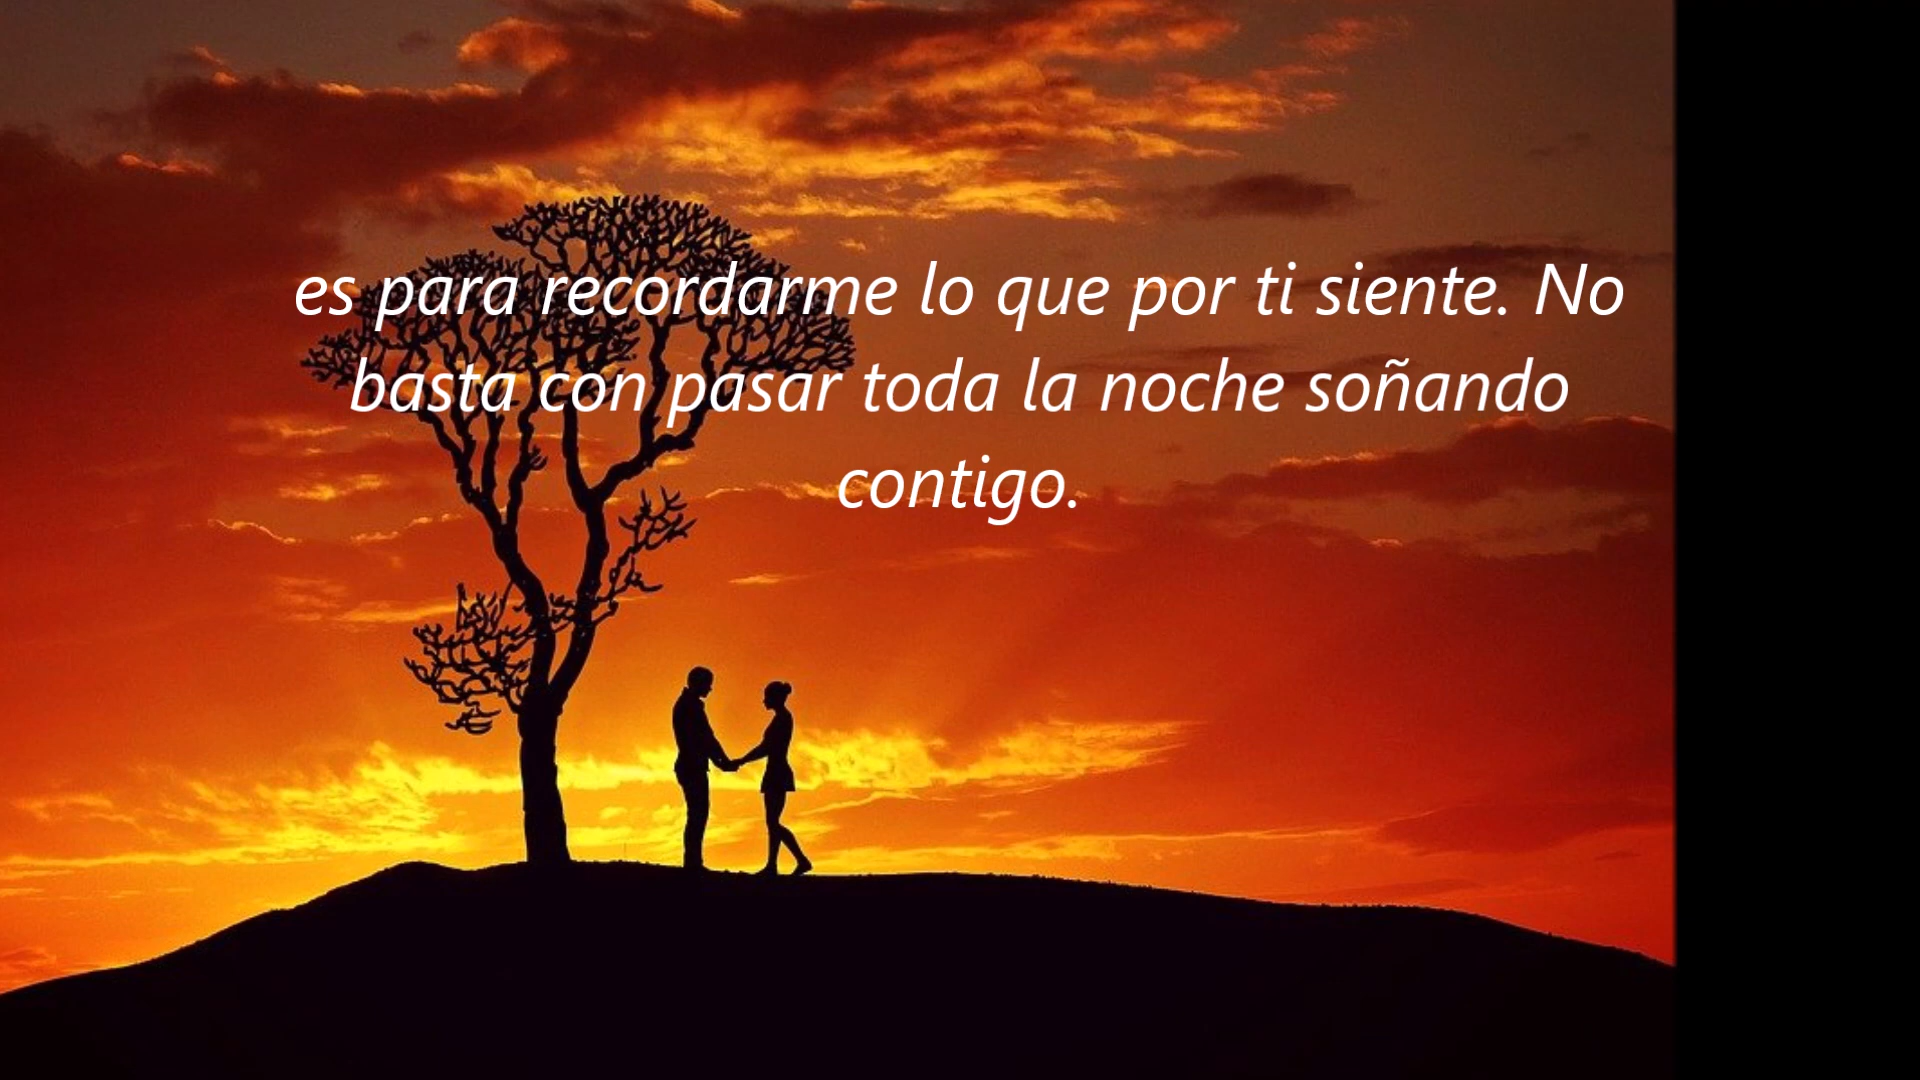 es para recordarme lo que por ti siente. No
basta con pasar toda la noche soñando
contigo.